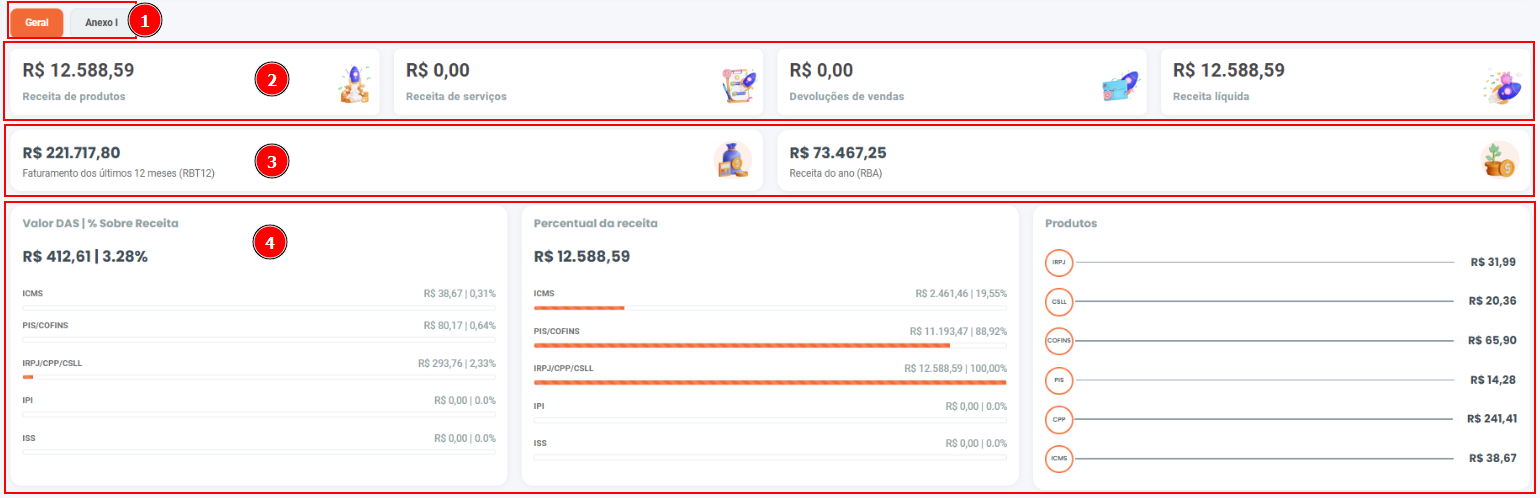 Geral
Anexo I
1
R$ 12.588,59
Receita de produtos
2
R$ 0,00
Receita de serviços
R$ 0,00
Devoluções de vendas
R$ 12.588,59
Receita líquida
R$ 221.717,80
Faturamento dos últimos 12 meses (RBT12)
3
R$ 73.467,25
Receita do ano (RBA)
Valor DAS | % Sobre Receita
4
R$ 412,61 | 3.28%
ICMS R$ 38,67 | 0,31%
PIS/COFINS R$ 80,17 | 0,64%
IRPJ/CPP/CSLL R$ 293,76 | 2,33%
IPI R$ 0,00 | 0.0%
ISS R$ 0,00 | 0.0%
Percentual da receita
R$ 12.588,59
ICMS R$ 2.461,46 | 19,55%
PIS/COFINS R$ 11.193,47 | 88,92%
IRPJ/CPP/CSLL R$ 12.588,59 | 100,00%
IPI R$ 0,00 | 0.0%
ISS R$ 0,00 | 0.0%
Produtos
IRPJ R$ 31,99
CSLL R$ 20,36
COFINS R$ 65,90
PIS R$ 14,28
CPP R$ 241,41
ICMS R$ 38,67